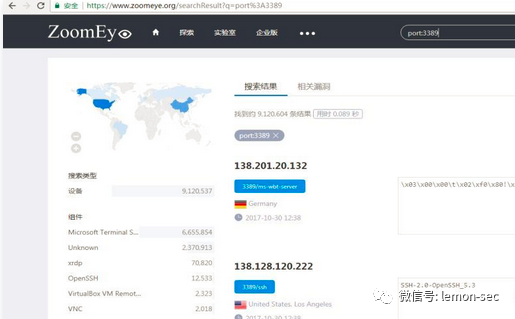 安全 | https://www.zoomeye.org/searchResult?q=port%3A3389
ZoomEye 探索 实验室 企业版 ••• port:3389
搜索结果 相关漏洞
找到约 9,120,604 条结果 用时 0.089 秒
port:3389 ×
搜索类型
设备 9,120,537
组件
Microsoft Terminal S... 6,655,854
Unknown 2,370,913
xrdp 70,820
OpenSSH 12,533
VirtualBox VM Remot... 2,323
VNC 2,018
138.201.20.132
3389/ms-wbt-server
Germany
2017-10-30 12:38
\x03\x00\x00\t\x02\xf0\x80!\x
138.128.120.222
3389/ssh
United States, Los Angeles
2017-10-30 12:38
SSH-2.0-OpenSSH_5.3
微信号: lemon-sec